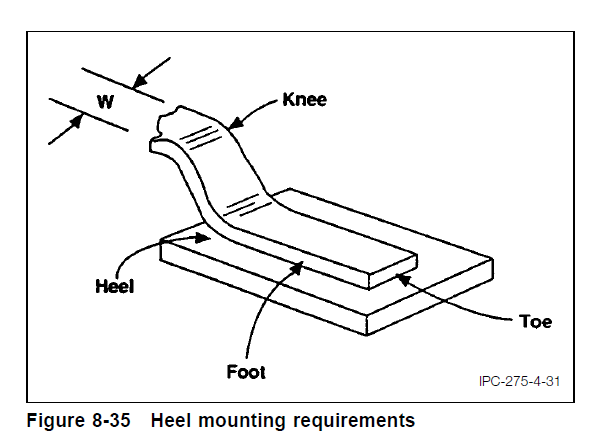 W
Knee
Heel
Toe
Foot
IPC-275-4-31
Figure 8-35 Heel mounting requirements